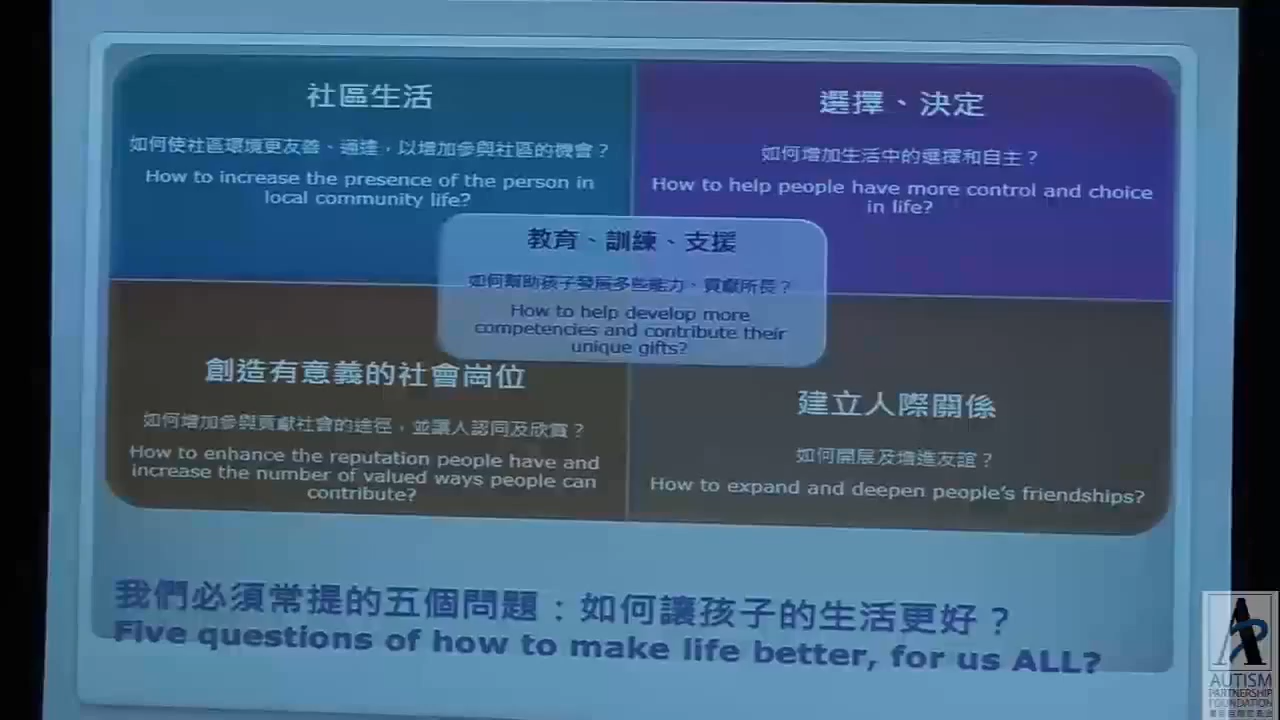 社區生活
如何使社區環境更友善、通達，以增加參與社區的機會？
How to increase the presence of the person in
local community life?
選擇、決定
如何增加生活中的選擇和自主？
How to help people have more control and choice
in life?
教育、訓練、支援
如何幫助孩子發展多些能力、貢獻所長？
How to help develop more
competencies and contribute their
unique gifts?
創造有意義的社會崗位
如何增加參與貢獻社會的途徑，並讓人認同及欣賞？
How to enhance the reputation people have and
increase the number of valued ways people can
contribute?
建立人際關係
如何開展及增進友誼？
How to expand and deepen people's friendships?
我們必須常提的五個問題：如何讓孩子的生活更好？
Five questions of how to make life better, for us ALL?
AUTISM
PARTNERSHIP
FOUNDATION